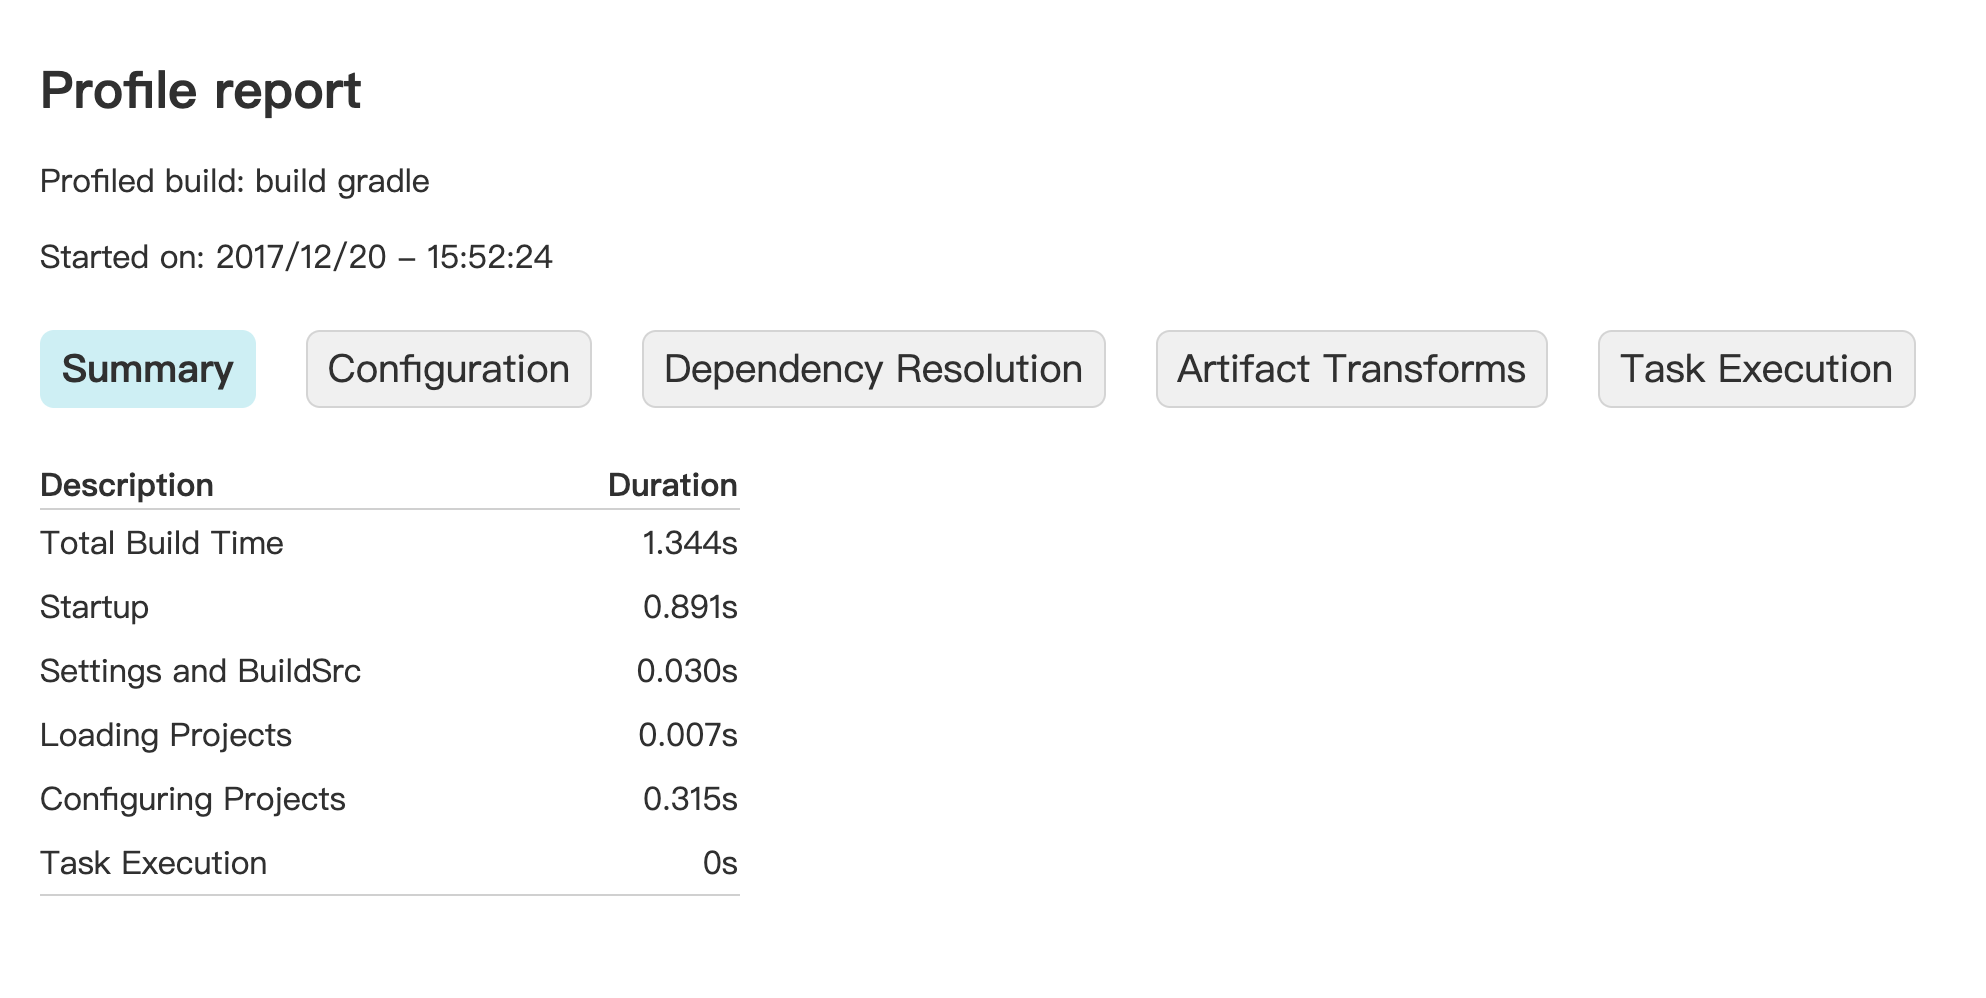 Profile report
Profiled build: build gradle
Started on: 2017/12/20 – 15:52:24
Summary Configuration Dependency Resolution Artifact Transforms Task Execution
Description Duration
Total Build Time 1.344s
Startup 0.891s
Settings and BuildSrc 0.030s
Loading Projects 0.007s
Configuring Projects 0.315s
Task Execution 0s